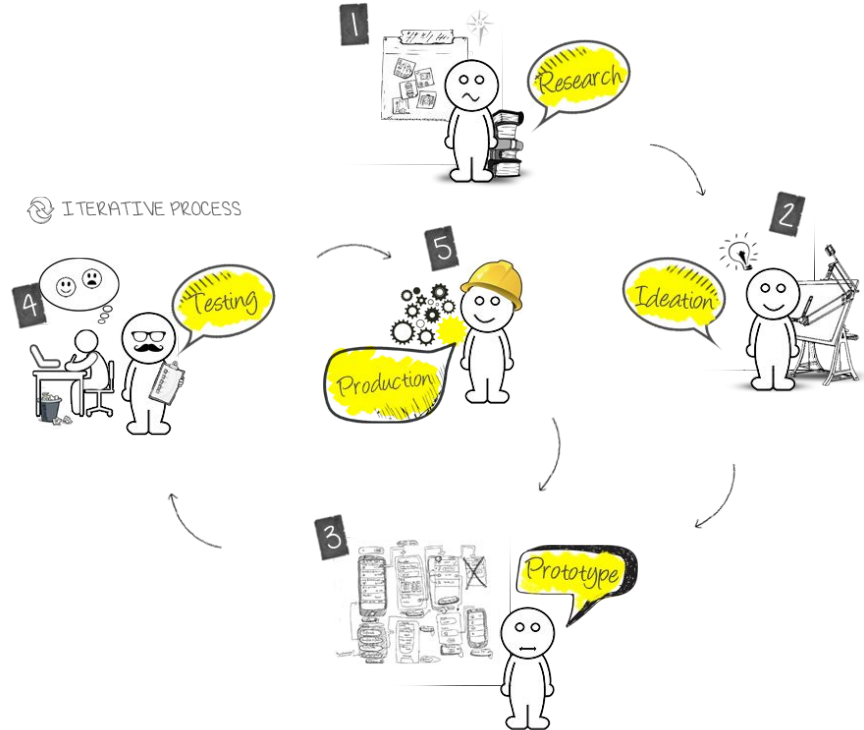 1
Research
ITERATIVE PROCESS
2
5
4
Testing
Ideation
Production
3
Prototype